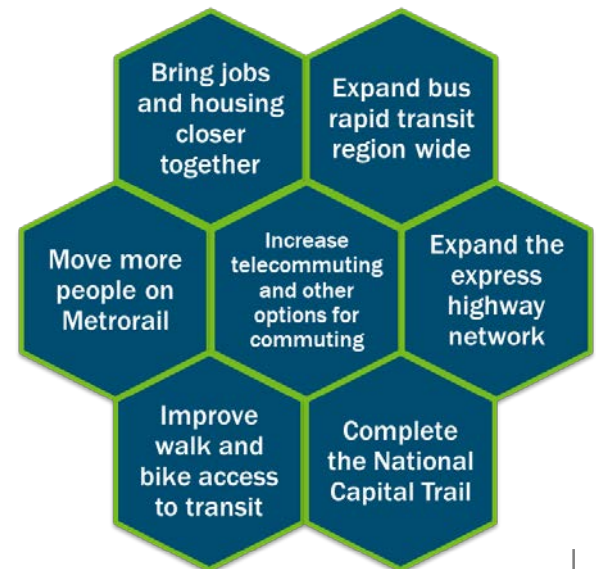 Bring jobs
and housing
closer
together
Expand bus
rapid transit
region wide
Move more
people on
Metrorail
Increase
telecommuting
and other
options for
commuting
Expand the
express
highway
network
Improve
walk and
bike access
to transit
Complete
the National
Capital Trail